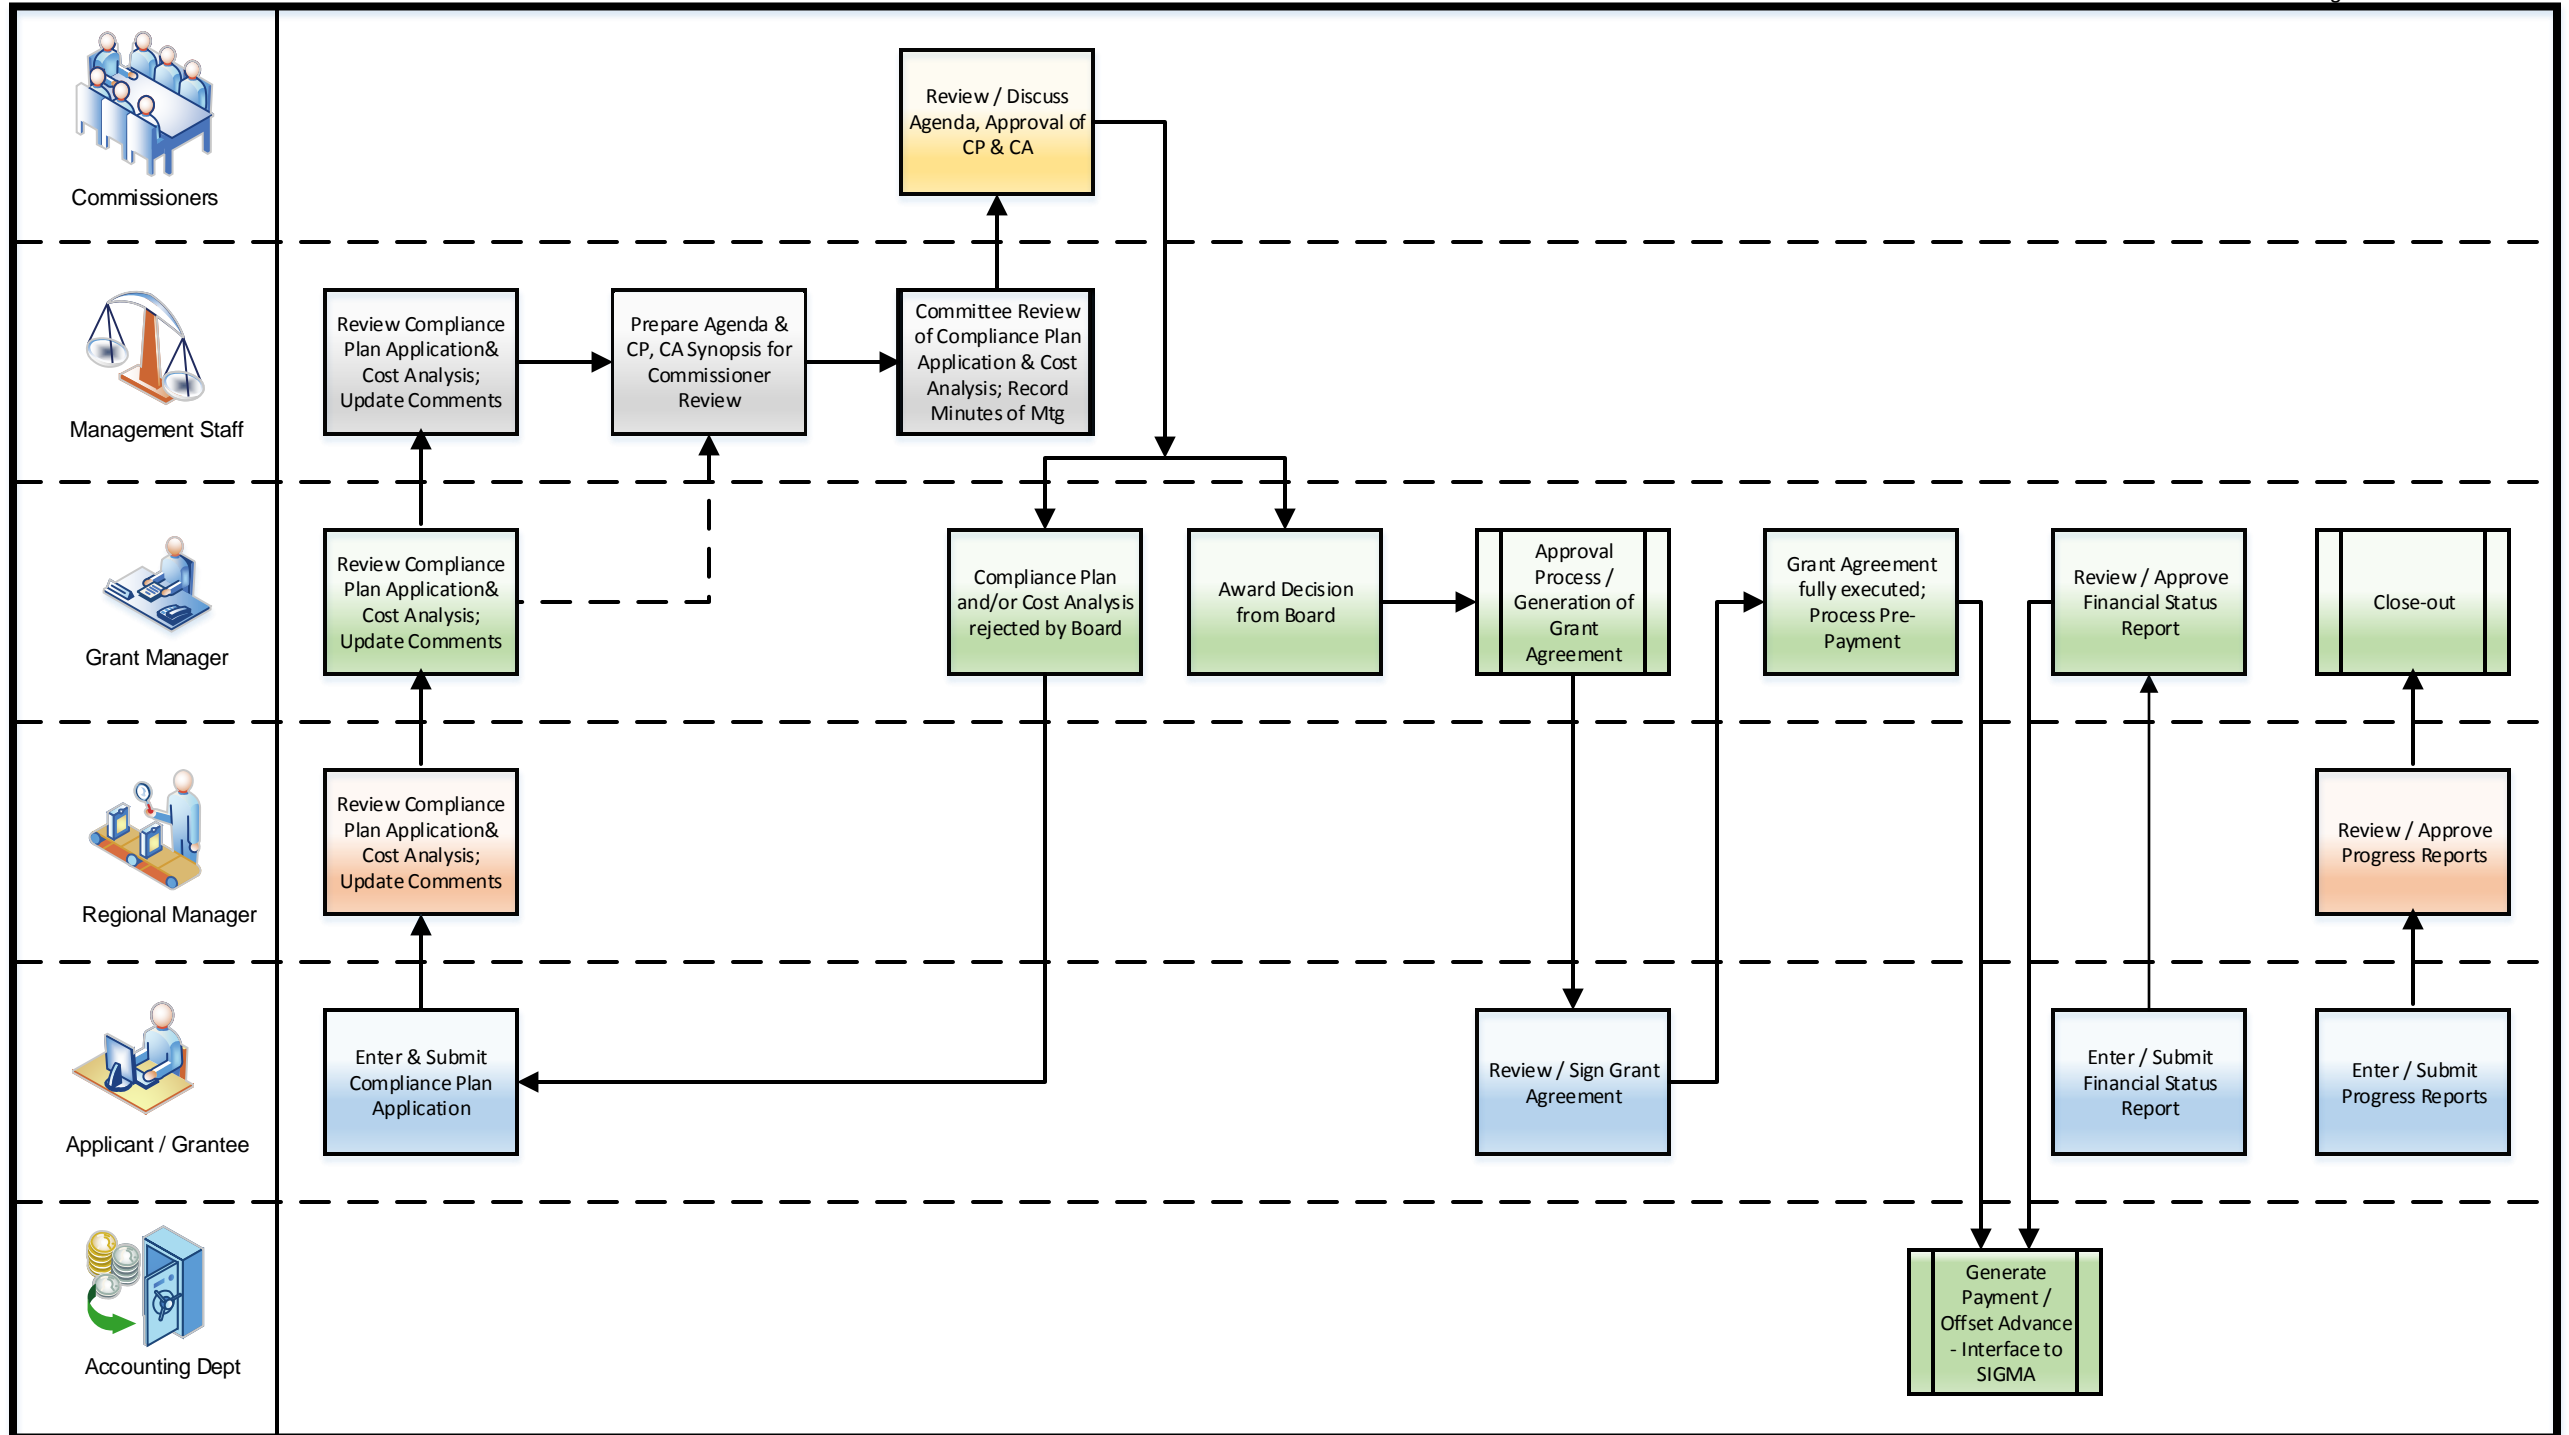 Commissioners
Review / Discuss
Agenda, Approval of
CP & CA
Management Staff
Review Compliance
Plan Application&
Cost Analysis;
Update Comments
Prepare Agenda &
CP, CA Synopsis for
Commissioner
Review
Committee Review
of Compliance Plan
Application & Cost
Analysis; Record
Minutes of Mtg
Grant Manager
Review Compliance
Plan Application&
Cost Analysis;
Update Comments
Compliance Plan
and/or Cost Analysis
rejected by Board
Award Decision
from Board
Approval
Process /
Generation of
Grant
Agreement
Grant Agreement
fully executed;
Process Pre-
Payment
Review / Approve
Financial Status
Report
Close-out
Regional Manager
Review Compliance
Plan Application&
Cost Analysis;
Update Comments
Review / Approve
Progress Reports
Applicant / Grantee
Enter & Submit
Compliance Plan
Application
Review / Sign Grant
Agreement
Enter / Submit
Financial Status
Report
Enter / Submit
Progress Reports
Accounting Dept
Generate
Payment /
Offset Advance
- Interface to
SIGMA